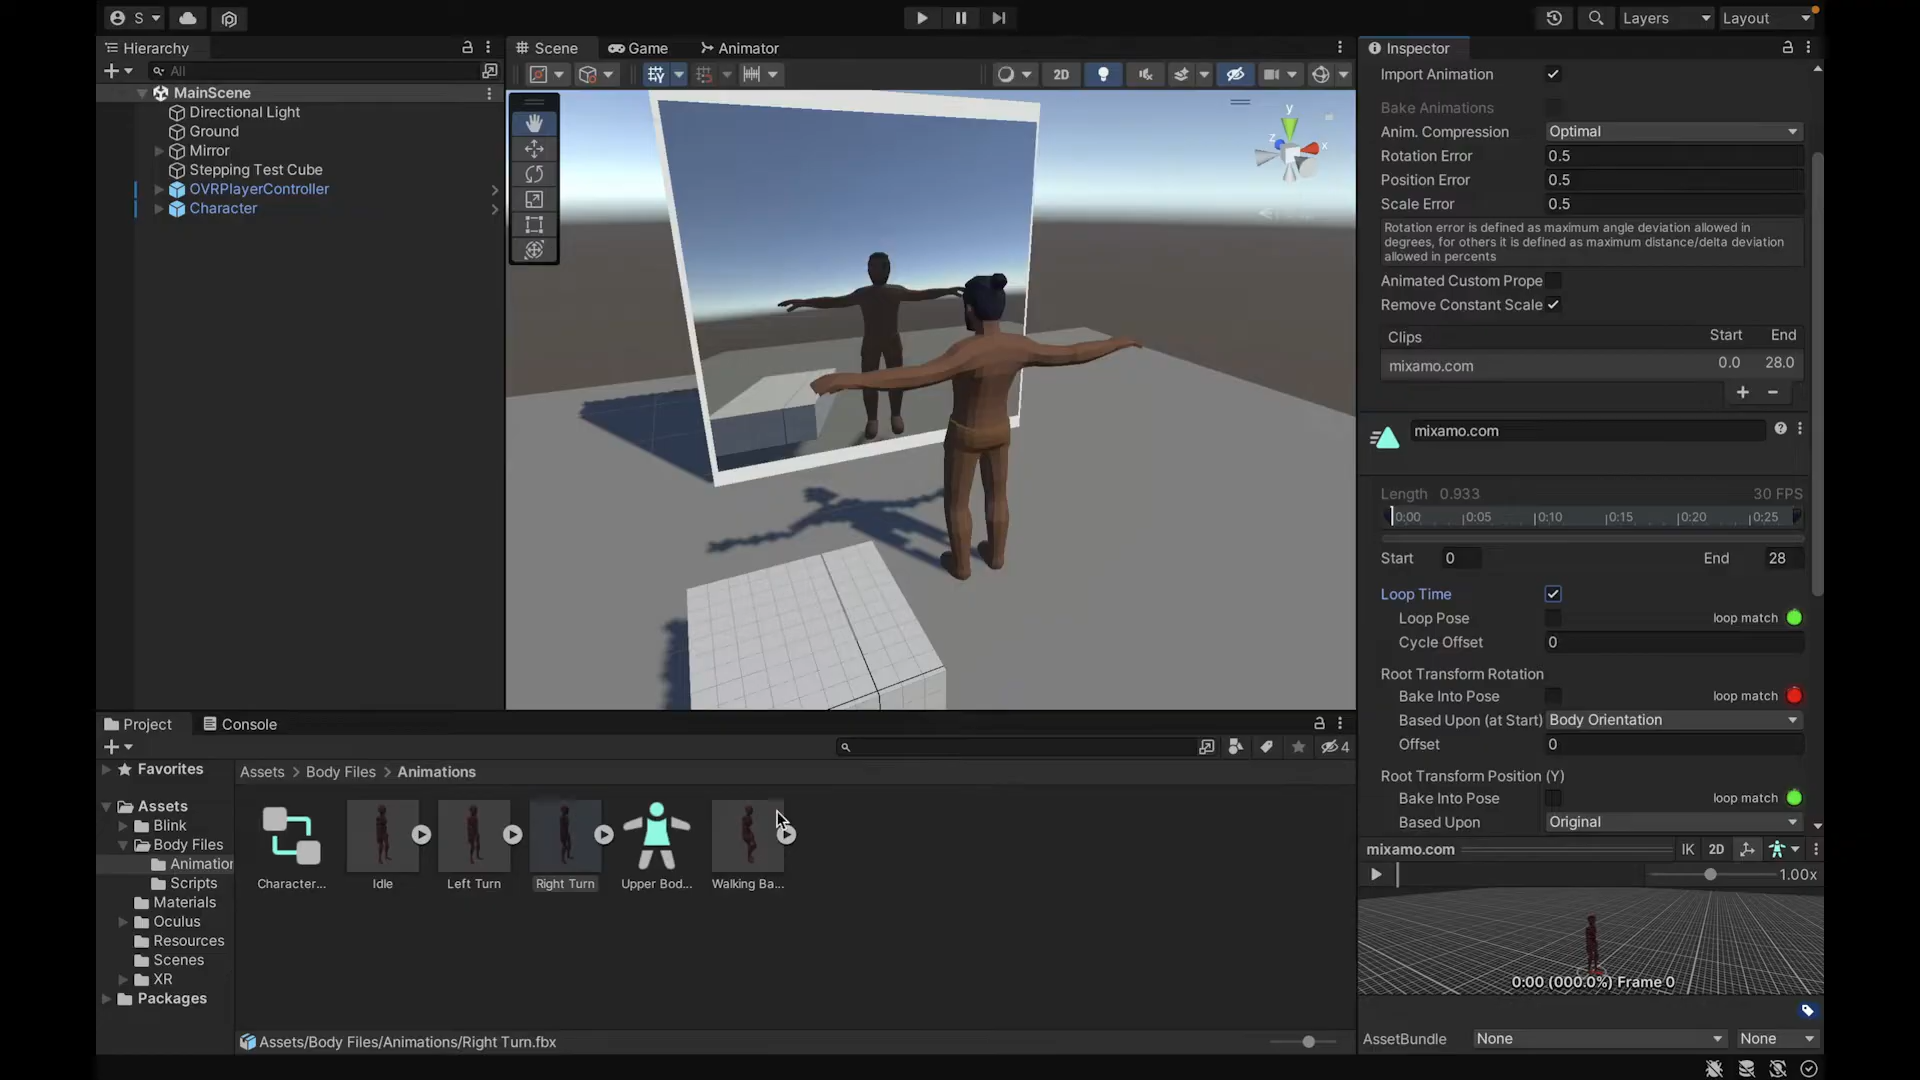 S
Layers
Layout
Hierarchy
Scene
Game
Animator
Inspector
All
2D
MainScene
Directional Light
Ground
Mirror
Stepping Test Cube
OVRPlayerController
Character
y
z
x
Import Animation
Bake Animations
Anim. Compression
Optimal
Rotation Error
0.5
Position Error
0.5
Scale Error
0.5
Rotation error is defined as maximum angle deviation allowed in
degrees, for others it is defined as maximum distance/delta deviation
allowed in percents
Animated Custom Prope
Remove Constant Scale
Clips
Start
End
mixamo.com
0.0
28.0
mixamo.com
Length 0.933
30 FPS
0:00
0:05
0:10
0:15
0:20
0:25
Start
0
End
28
Loop Time
Loop Pose
loop match
Cycle Offset
0
Root Transform Rotation
Bake Into Pose
loop match
Based Upon (at Start)
Body Orientation
Offset
0
Root Transform Position (Y)
Bake Into Pose
loop match
Based Upon
Original
mixamo.com
IK
2D
1.00x
0:00 (000.0%) Frame 0
AssetBundle
None
None
Project
Console
4
Favorites
Assets
Blink
Body Files
Animation
Scripts
Materials
Oculus
Resources
Scenes
XR
Packages
Assets > Body Files > Animations
Character...
Idle
Left Turn
Right Turn
Upper Bod...
Walking Ba...
Assets/Body Files/Animations/Right Turn.fbx